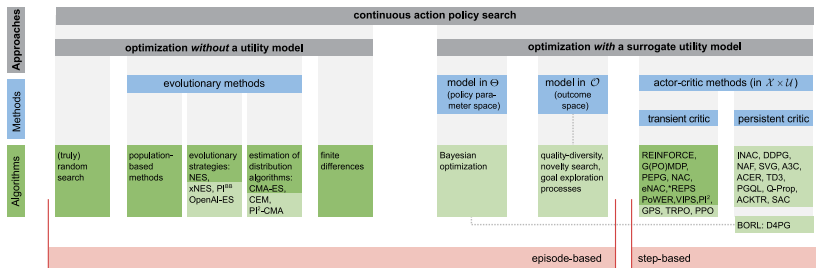 Approaches
continuous action policy search
optimization without a utility model
optimization with a surrogate utility model
Methods
evolutionary methods
model in Θ
(policy para-
meter space)
model in 𝒪
(outcome
space)
actor-critic methods (in 𝒳 × 𝒰)
transient critic
persistent critic
Algorithms
(truly)
random
search
population-
based
methods
evolutionary
strategies:
NES,
xNES, PI^BB
OpenAI-ES
estimation of
distribution
algorithms:
CMA-ES,
CEM,
PI²-CMA
finite
differences
Bayesian
optimization
quality-diversity,
novelty search,
goal exploration
processes
REINFORCE,
G(PO)MDP,
PEPG, NAC,
eNAC,*REPS
PoWER,VIPS,PI²,
GPS, TRPO, PPO
INAC, DDPG,
NAF, SVG, A3C,
ACER, TD3,
PGQL, Q-Prop,
ACKTR, SAC
BORL: D4PG
episode-based
step-based